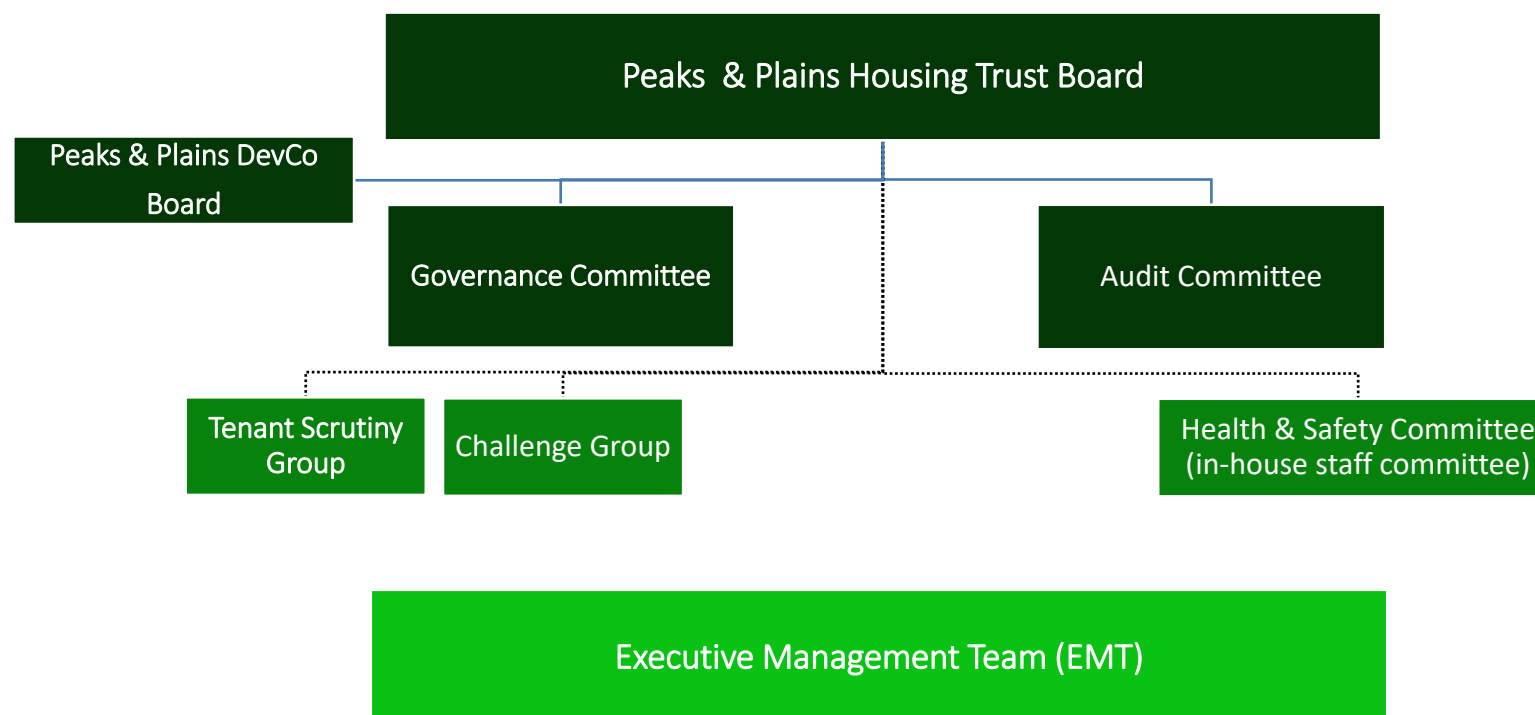 Peaks & Plains Housing Trust Board
Peaks & Plains DevCo
Board
Governance Committee
Audit Committee
Tenant Scrutiny
Group
Challenge Group
Health & Safety Committee
(in-house staff committee)
Executive Management Team (EMT)